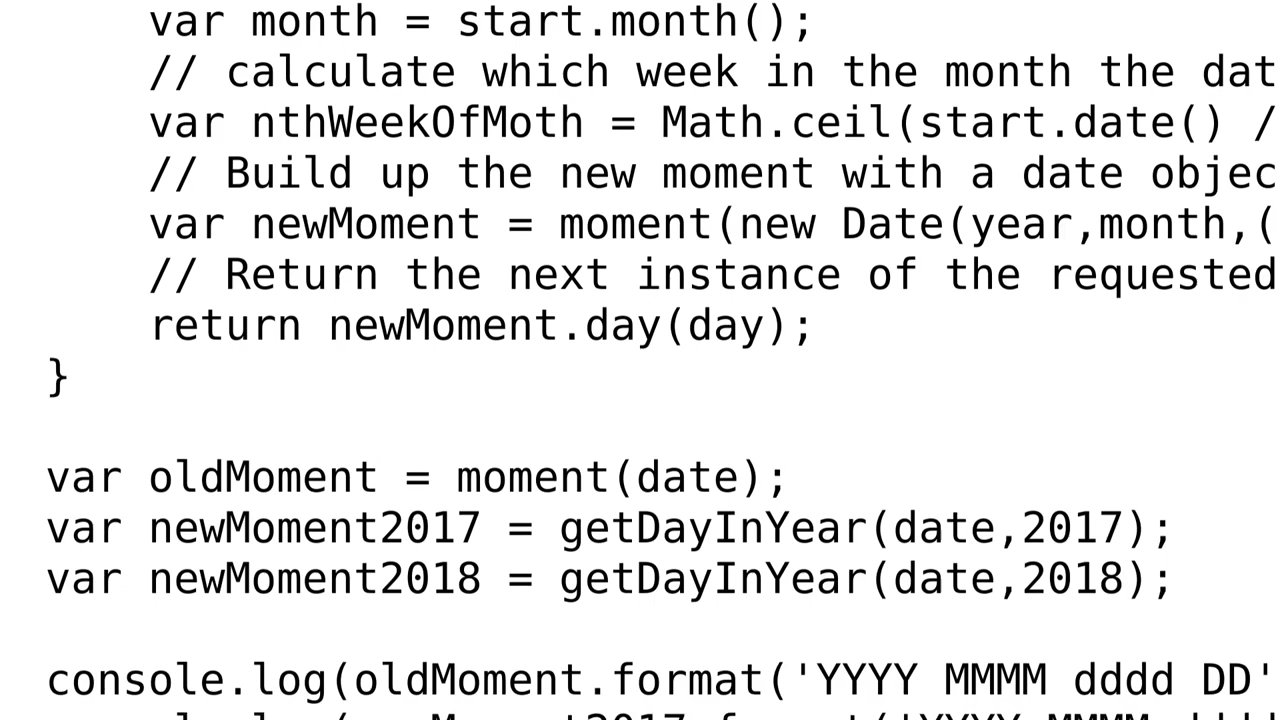 var month = start.month();
// calculate which week in the month the dat
var nthWeekOfMoth = Math.ceil(start.date() /
// Build up the new moment with a date objec
var newMoment = moment(new Date(year,month,(
// Return the next instance of the requested
return newMoment.day(day);
}
var oldMoment = moment(date);
var newMoment2017 = getDayInYear(date,2017);
var newMoment2018 = getDayInYear(date,2018);
console.log(oldMoment.format('YYYY MMMM dddd DD'